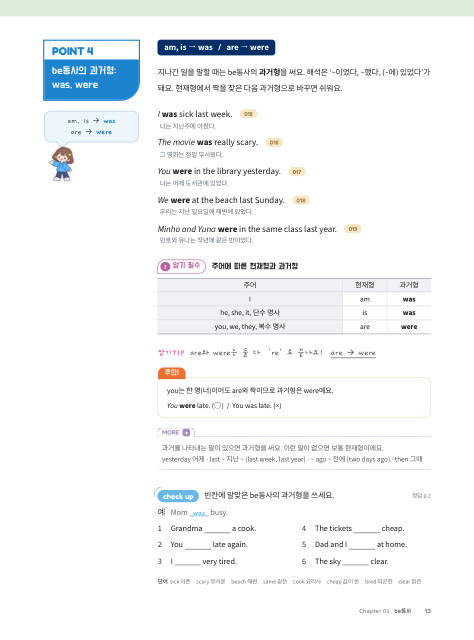 POINT 4
be동사의 과거형:
was, were
am, is → was
are → were
am, is → was / are → were
지나간 일을 말할 때는 be동사의 과거형을 써요. 해석은 '~이었다, ~했다, (~에) 있었다'가
돼요. 현재형에서 짝을 찾은 다음 과거형으로 바꾸면 쉬워요.
I was sick last week. 015
나는 지난주에 아팠다.
The movie was really scary. 016
그 영화는 정말 무서웠다.
You were in the library yesterday. 017
너는 어제 도서관에 있었다.
We were at the beach last Sunday. 018
우리는 지난 일요일에 해변에 있었다.
Minho and Yuna were in the same class last year. 019
민호와 유나는 작년에 같은 반이었다.
! 암기 필수 주어에 따른 현재형과 과거형
주어 현재형 과거형
I am was
he, she, it, 단수 명사 is was
you, we, they, 복수 명사 are were
암기TIP are와 were는 둘 다 're'로 끝나요! are → were
주의!
you는 한 명(너)이어도 are와 짝이므로 과거형은 were예요.
You were late. (○) / You was late. (×)
MORE +
과거를 나타내는 말이 있으면 과거형을 써요. 이런 말이 없으면 보통 현재형이에요.
yesterday 어제 · last ~ 지난 ~ (last week, last year) · ~ ago ~ 전에 (two days ago) · then 그때
check up 빈칸에 알맞은 be동사의 과거형을 쓰세요. 정답 p.2
예 Mom was busy.
1 Grandma ______ a cook.
2 You ______ late again.
3 I ______ very tired.
4 The tickets ______ cheap.
5 Dad and I ______ at home.
6 The sky ______ clear.
단어 sick 아픈 scary 무서운 beach 해변 same 같은 cook 요리사 cheap 값이 싼 tired 피곤한 clear 맑은
Chapter 01 be동사 13